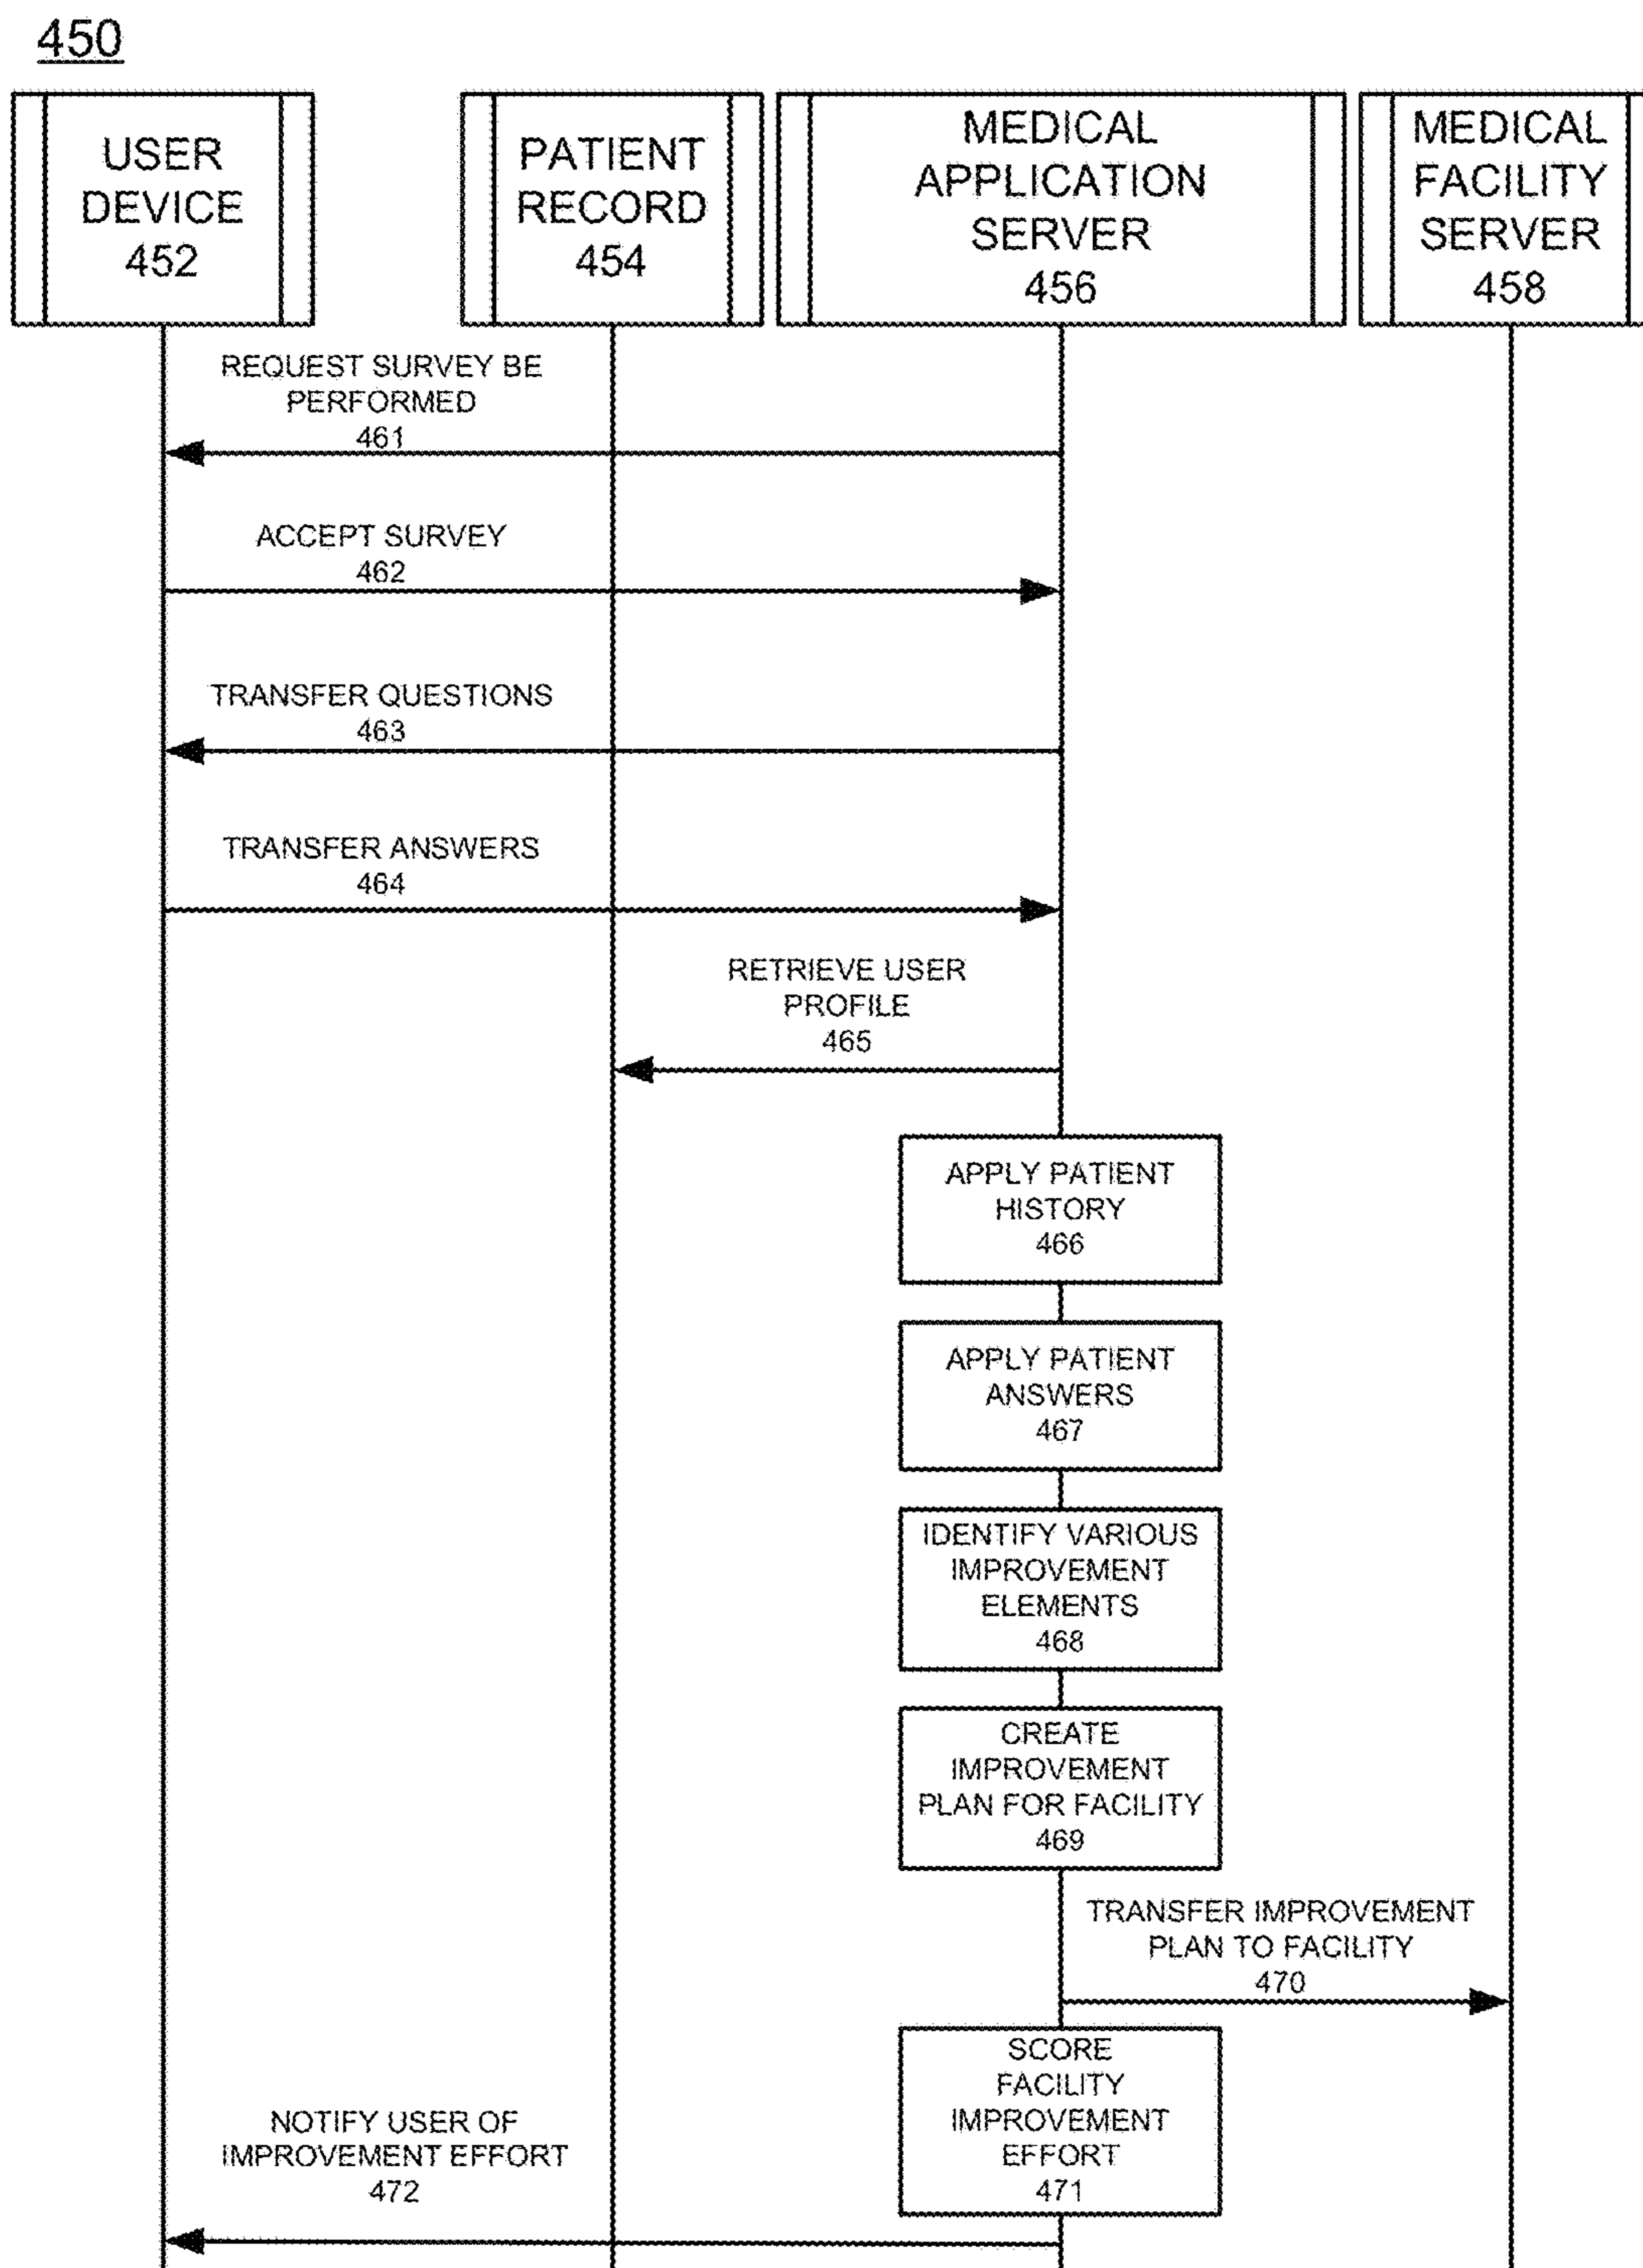 450
USER
DEVICE
452
PATIENT
RECORD
454
MEDICAL
APPLICATION
SERVER
456
MEDICAL
FACILITY
SERVER
458
REQUEST SURVEY BE
PERFORMED
461
ACCEPT SURVEY
462
TRANSFER QUESTIONS
463
TRANSFER ANSWERS
464
RETRIEVE USER
PROFILE
465
APPLY PATIENT
HISTORY
466
APPLY PATIENT
ANSWERS
467
IDENTIFY VARIOUS
IMPROVEMENT
ELEMENTS
468
CREATE
IMPROVEMENT
PLAN FOR FACILITY
469
TRANSFER IMPROVEMENT
PLAN TO FACILITY
470
SCORE
FACILITY
IMPROVEMENT
EFFORT
471
NOTIFY USER OF
IMPROVEMENT EFFORT
472